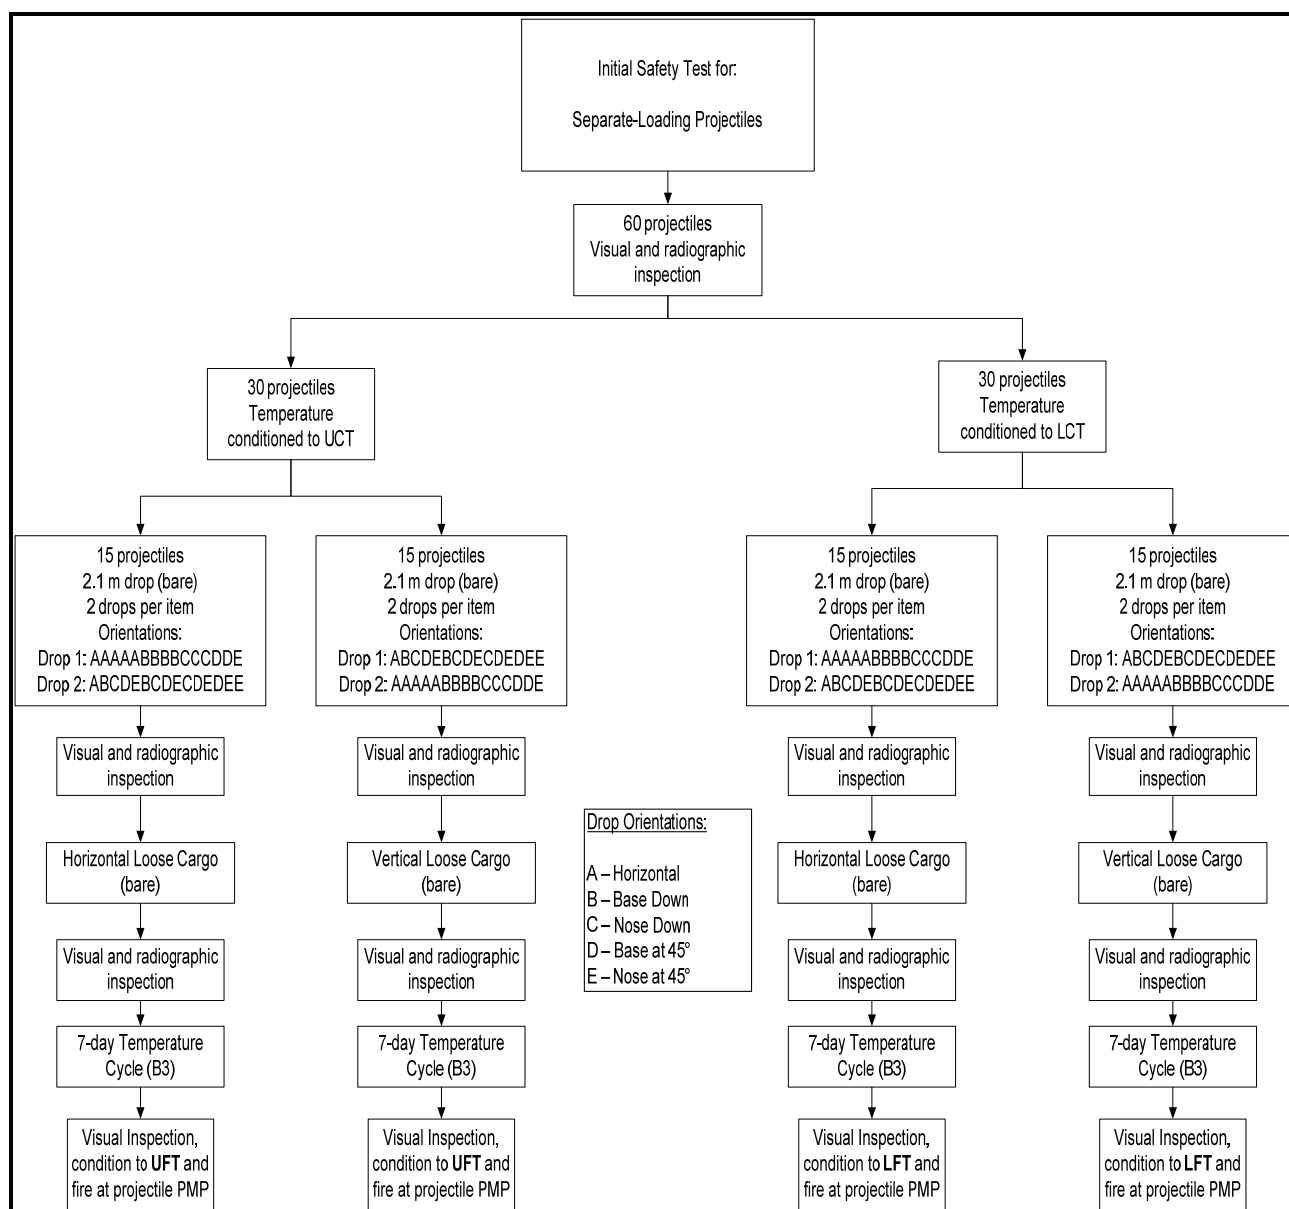 Initial Safety Test for:
Separate-Loading Projectiles
60 projectiles
Visual and radiographic
inspection
30 projectiles
Temperature
conditioned to UCT
30 projectiles
Temperature
conditioned to LCT
15 projectiles
2.1 m drop (bare)
2 drops per item
Orientations:
Drop 1: AAAAABBBBCCCDDE
Drop 2: ABCDEBCDECDEDEE
15 projectiles
2.1 m drop (bare)
2 drops per item
Orientations:
Drop 1: ABCDEBCDECDEDEE
Drop 2: AAAAABBBBCCCDDE
15 projectiles
2.1 m drop (bare)
2 drops per item
Orientations:
Drop 1: AAAAABBBBCCCDDE
Drop 2: ABCDEBCDECDEDEE
15 projectiles
2.1 m drop (bare)
2 drops per item
Orientations:
Drop 1: ABCDEBCDECDEDEE
Drop 2: AAAAABBBBCCCDDE
Visual and radiographic
inspection
Visual and radiographic
inspection
Visual and radiographic
inspection
Visual and radiographic
inspection
Horizontal Loose Cargo
(bare)
Vertical Loose Cargo
(bare)
Drop Orientations:
A – Horizontal
B – Base Down
C – Nose Down
D – Base at 45°
E – Nose at 45°
Horizontal Loose Cargo
(bare)
Vertical Loose Cargo
(bare)
Visual and radiographic
inspection
Visual and radiographic
inspection
Visual and radiographic
inspection
Visual and radiographic
inspection
7-day Temperature
Cycle (B3)
7-day Temperature
Cycle (B3)
7-day Temperature
Cycle (B3)
7-day Temperature
Cycle (B3)
Visual Inspection,
condition to UFT and
fire at projectile PMP
Visual Inspection,
condition to UFT and
fire at projectile PMP
Visual Inspection,
condition to LFT and
fire at projectile PMP
Visual Inspection,
condition to LFT and
fire at projectile PMP